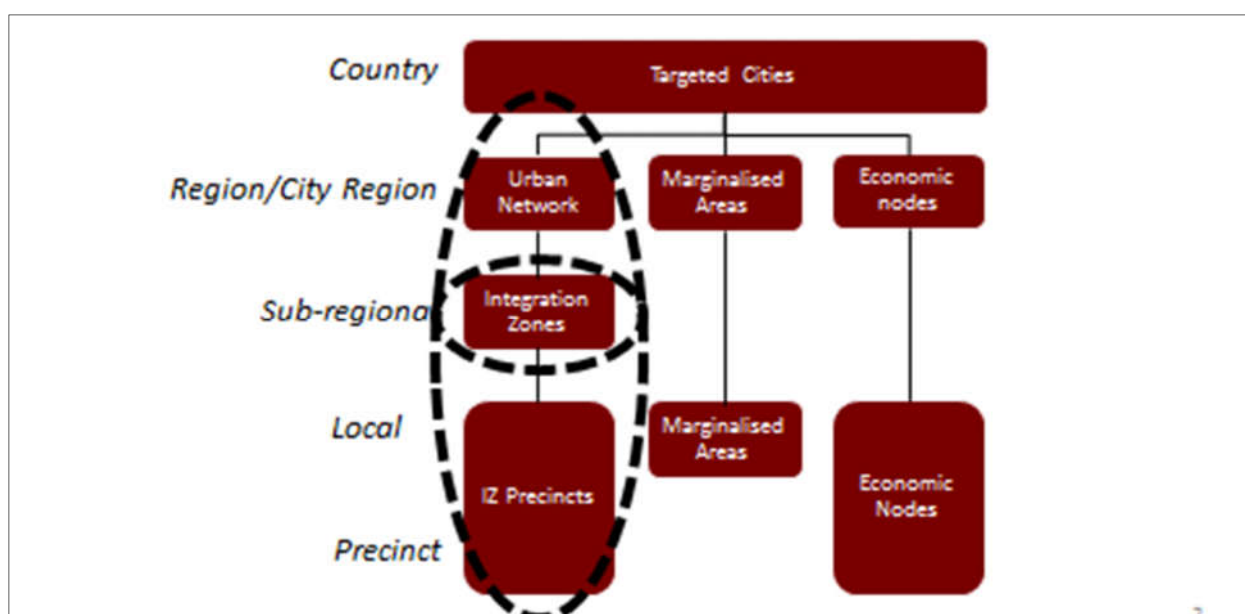 Country
Targeted Cities
Region/City Region
Urban
Network
Marginalised
Areas
Economic
nodes
Sub-regiona
Integration
Zones
Local
Marginalised
Areas
IZ Precincts
Economic
Nodes
Precinct